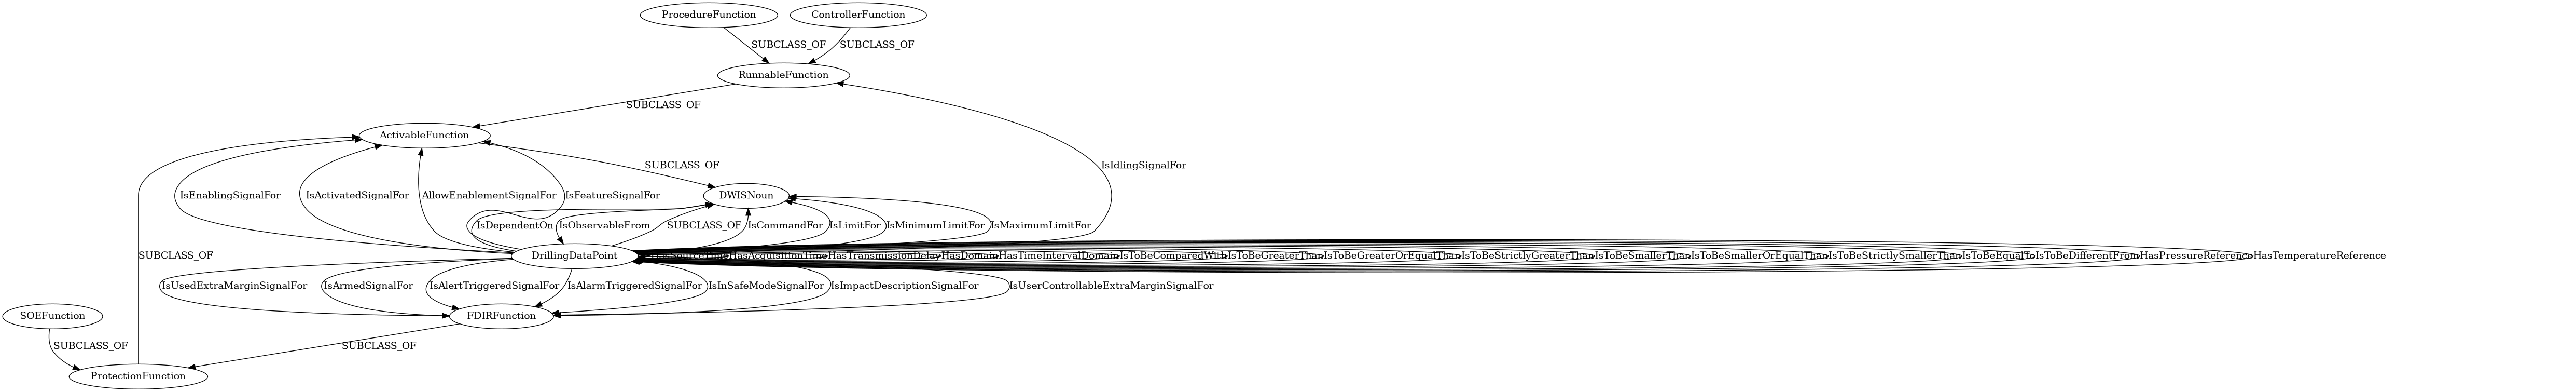 ProcedureFunction ControllerFunction
SUBCLASS_OF SUBCLASS_OF
RunnableFunction
SUBCLASS_OF
ActivableFunction
SUBCLASS_OF IsIdlingSignalFor
IsEnablingSignalFor IsActivatedSignalFor AllowEnablementSignalFor IsFeatureSignalFor DWISNoun
IsDependentOn IsObservableFrom SUBCLASS_OF IsCommandFor IsLimitFor IsMinimumLimitFor IsMaximumLimitFor
SUBCLASS_OF DrillingDataPoint HasSourceTime HasAcquisitionTime HasTransmissionDelay HasDomain HasTimeIntervalDomain IsToBeComparedWith IsToBeGreaterThan IsToBeGreaterOrEqualThan IsToBeStrictlyGreaterThan IsToBeSmallerThan IsToBeSmallerOrEqualThan IsToBeStrictlySmallerThan IsToBeEqualTo IsToBeDifferentFrom HasPressureReference HasTemperatureReference
IsUsedExtraMarginSignalFor IsArmedSignalFor IsAlertTriggeredSignalFor IsAlarmTriggeredSignalFor IsInSafeModeSignalFor IsImpactDescriptionSignalFor IsUserControllableExtraMarginSignalFor
SOEFunction FDIRFunction
SUBCLASS_OF SUBCLASS_OF
ProtectionFunction